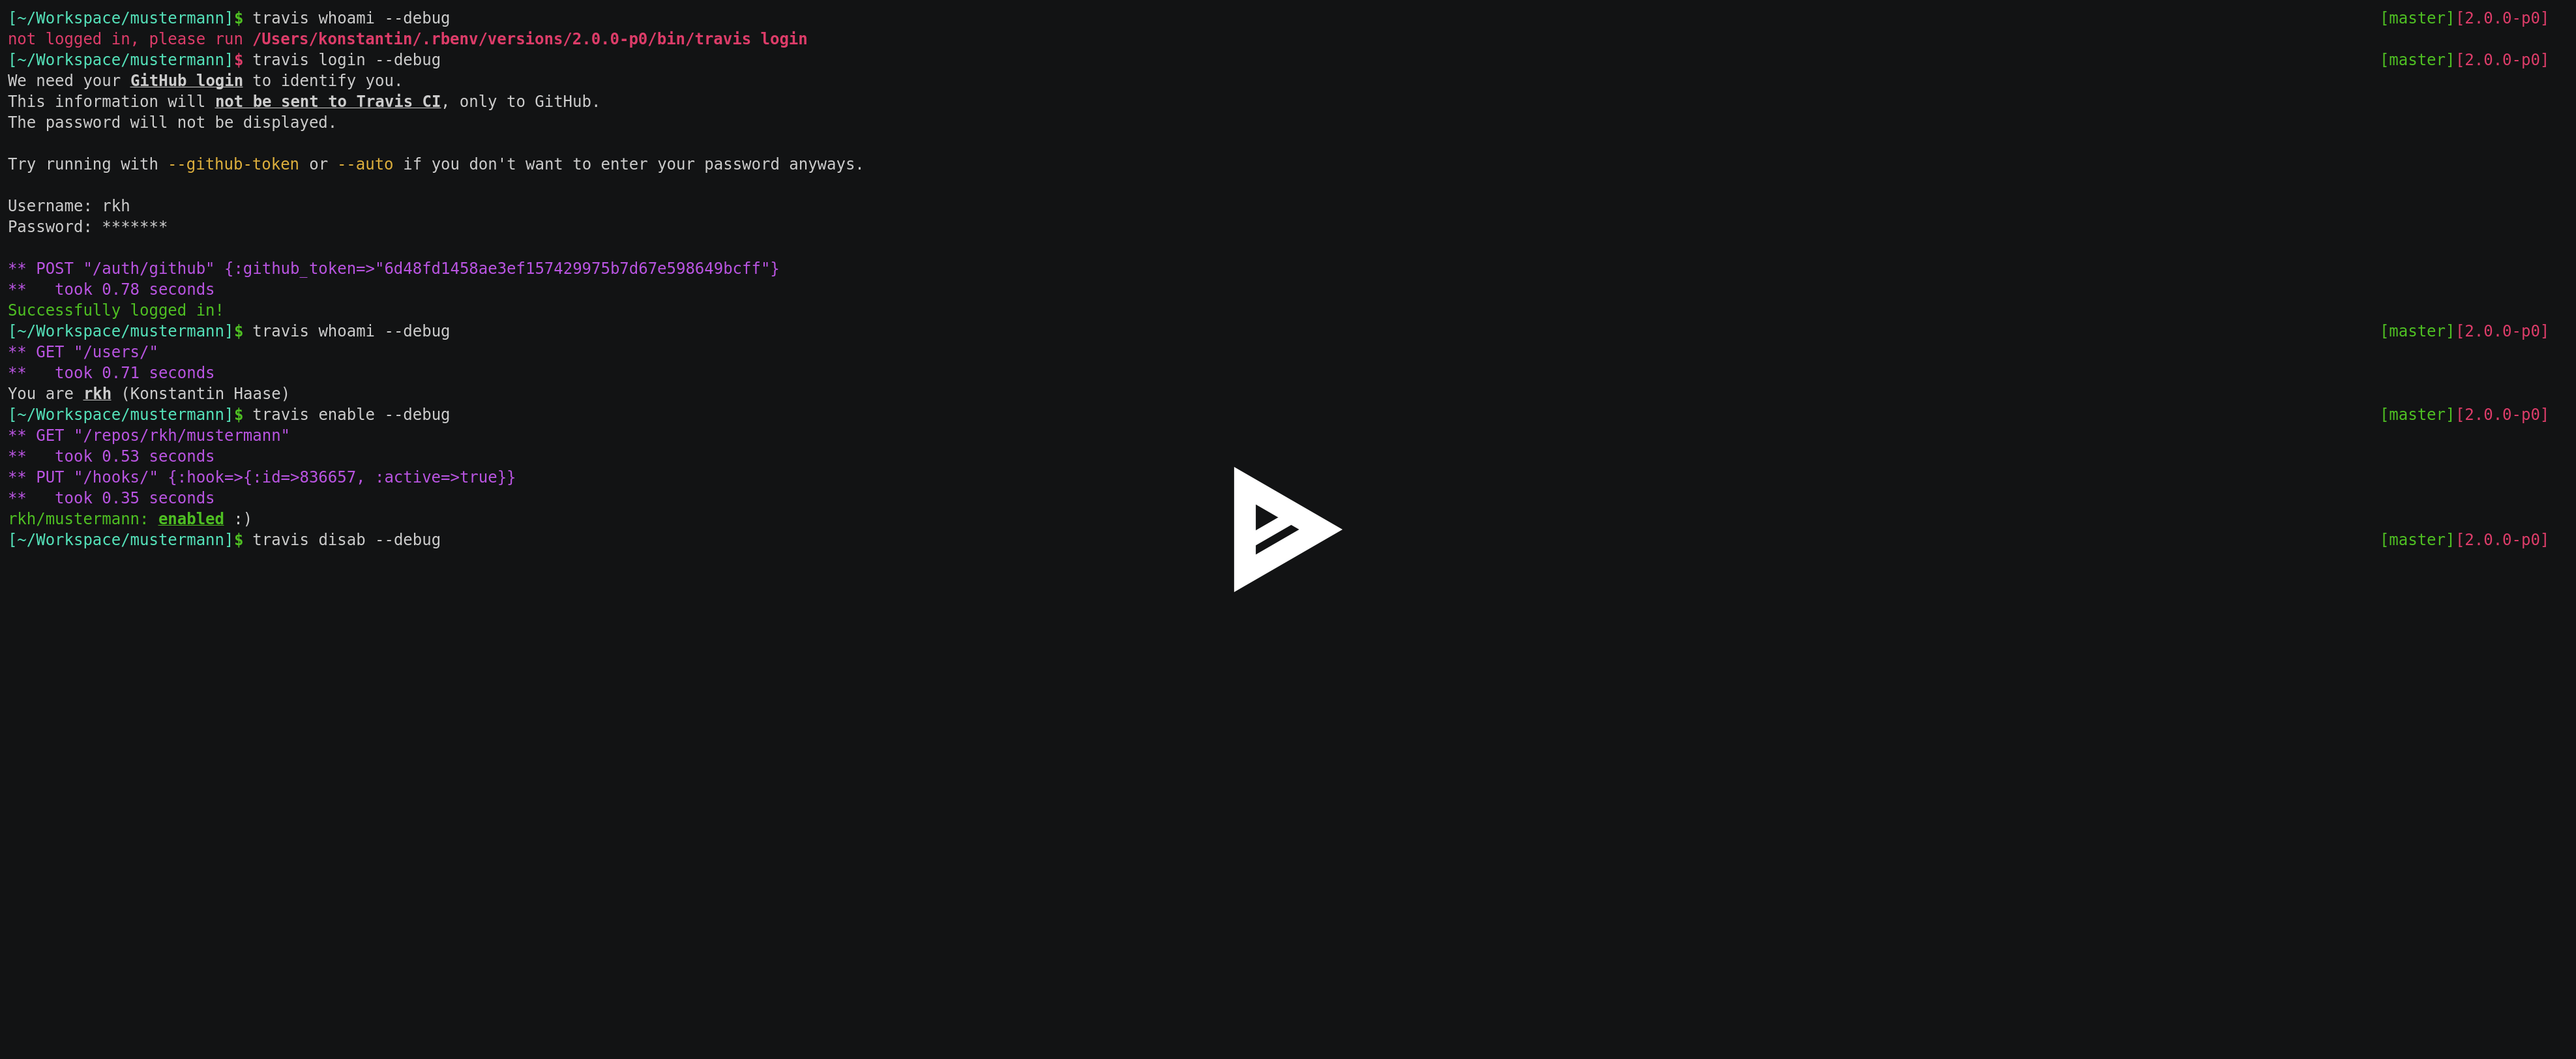 [~/Workspace/mustermann]$ travis whoami --debug [master][2.0.0-p0]
not logged in, please run /Users/konstantin/.rbenv/versions/2.0.0-p0/bin/travis login
[~/Workspace/mustermann]$ travis login --debug [master][2.0.0-p0]
We need your GitHub login to identify you.
This information will not be sent to Travis CI, only to GitHub.
The password will not be displayed.
Try running with --github-token or --auto if you don't want to enter your password anyways.
Username: rkh
Password: *******
** POST "/auth/github" {:github_token=>"6d48fd1458ae3ef157429975b7d67e598649bcff"}
**   took 0.78 seconds
Successfully logged in!
[~/Workspace/mustermann]$ travis whoami --debug [master][2.0.0-p0]
** GET "/users/"
**   took 0.71 seconds
You are rkh (Konstantin Haase)
[~/Workspace/mustermann]$ travis enable --debug [master][2.0.0-p0]
** GET "/repos/rkh/mustermann"
**   took 0.53 seconds
** PUT "/hooks/" {:hook=>{:id=>836657, :active=>true}}
**   took 0.35 seconds
rkh/mustermann: enabled :)
[~/Workspace/mustermann]$ travis disab --debug [master][2.0.0-p0]